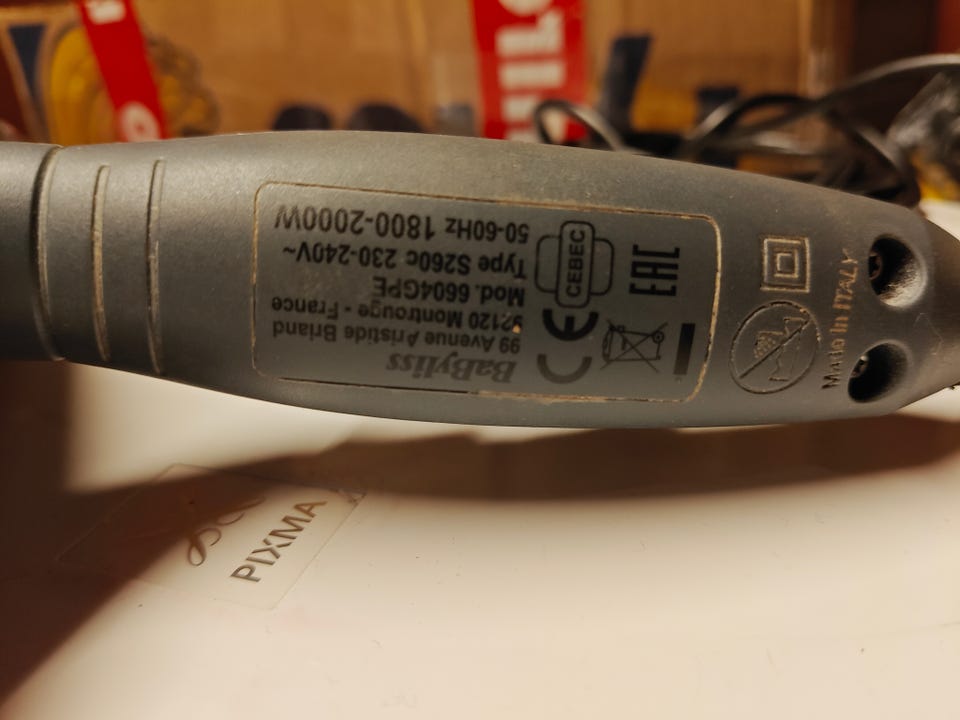 BaByliss
99 Avenue Aristide Briand
92120 Montrouge - France
Mod. 6604GPE
Type S260c 230-240V~
50-60Hz 1800-2000W
CE
CEBEC
EAC
Made in ITALY
PIXMA